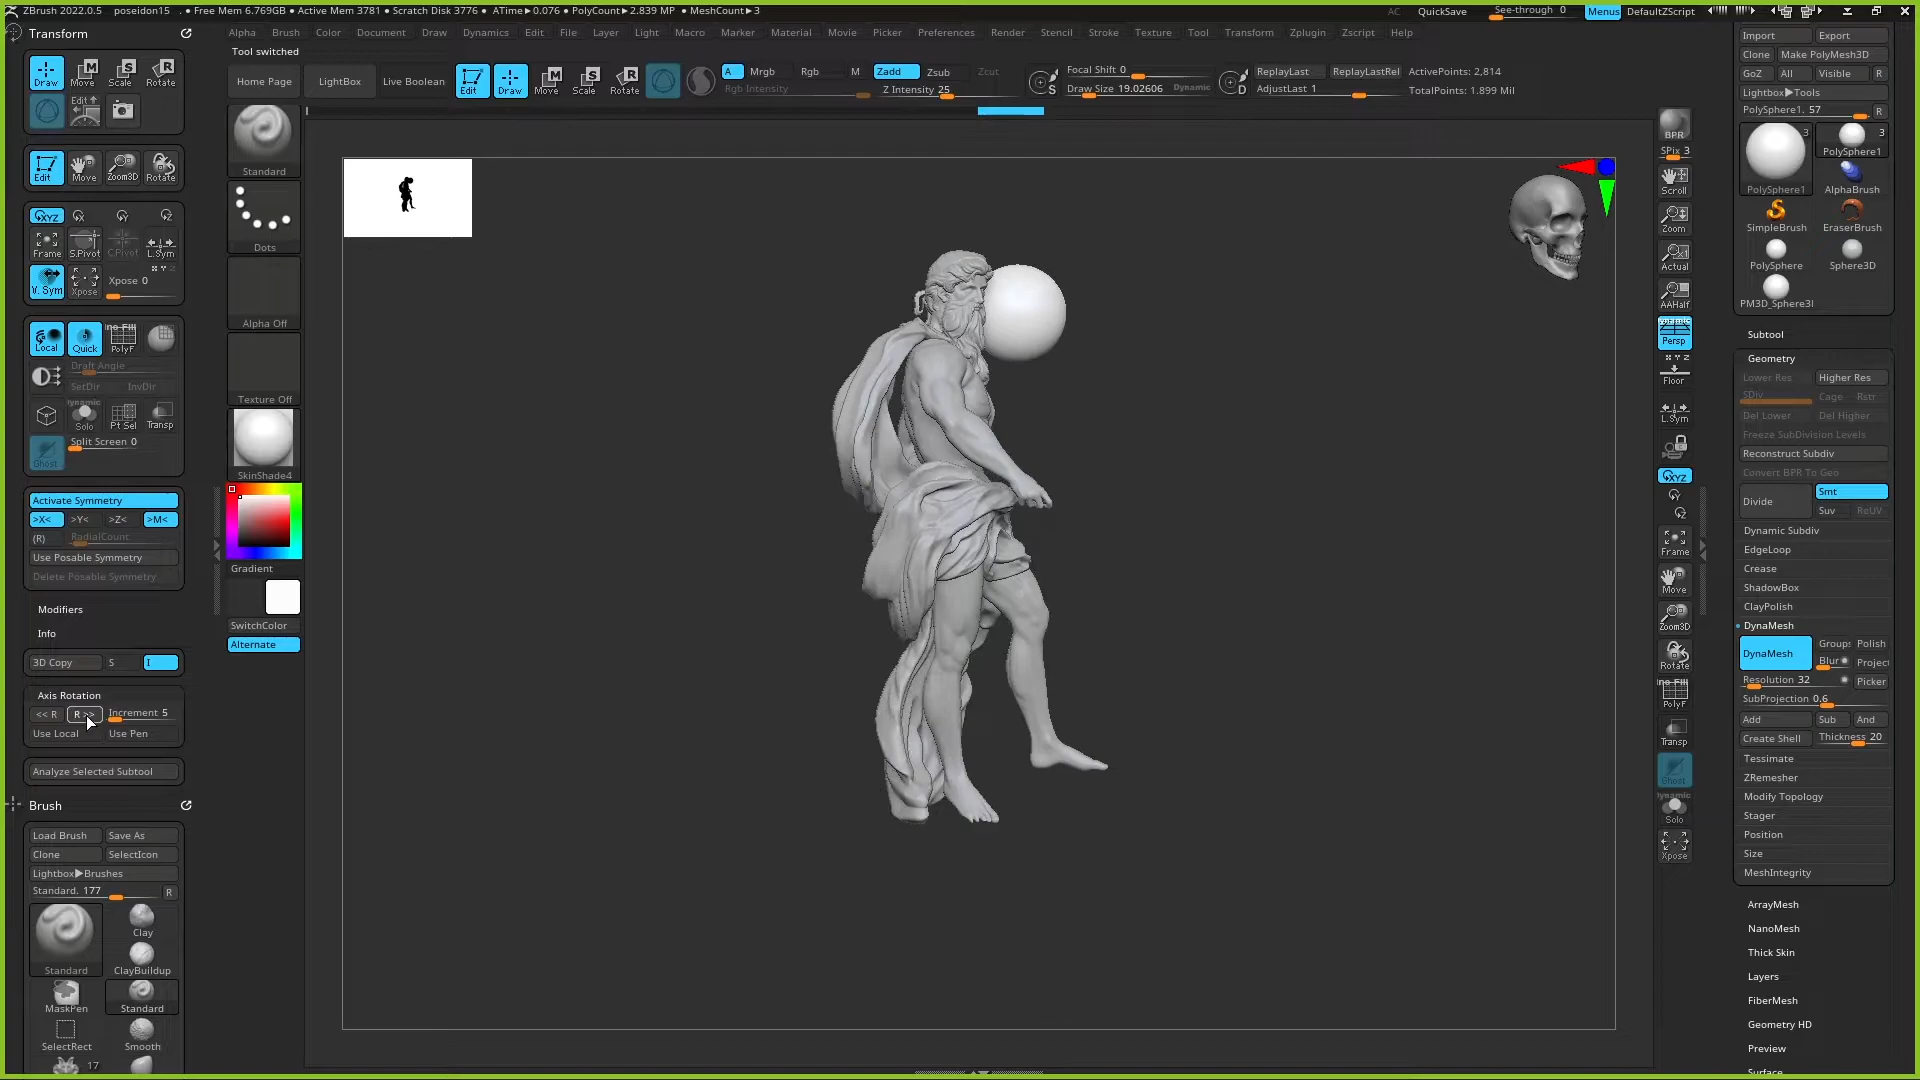 ZBrush 2022.0.5 poseidon15 . • Free Mem 6.769GB • Active Mem 3781 • Scratch Disk 3776 • ATime▶0.076 • PolyCount▶2.839 MP • MeshCount▶3 AC QuickSave See-through 0 Menus DefaultZScript
Transform
Alpha Brush Color Document Draw Dynamics Edit File Layer Light Macro Marker Material Movie Picker Preferences Render Stencil Stroke Texture Tool Transform Zplugin Zscript Help
Tool switched
Home Page LightBox Live Boolean Edit Draw Move Scale Rotate A Mrgb Rgb M Zadd Zsub Zcut
Rgb Intensity Z Intensity 25
Focal Shift 0
Draw Size 19.02606 Dynamic
ReplayLast ReplayLastRel ActivePoints: 2,814
AdjustLast 1 TotalPoints: 1.899 Mil
Draw Move Scale Rotate
Edit
Edit Move Zoom3D Rotate
XYZ
Frame S.Pivot C.Pivot L.Sym
V. Sym Xpose Xpose 0
Local Quick PolyF
Draft Angle
SetDir InvDir
Dynamic
Solo Pt Sel Transp
Ghost Split Screen 0
Activate Symmetry
>X< >Y< >Z< >M<
(R) RadialCount
Use Posable Symmetry
Delete Posable Symmetry
Modifiers
Info
3D Copy S I
Axis Rotation
<< R R >> Increment 5
Use Local Use Pen
Analyze Selected Subtool
Brush
Load Brush Save As
Clone SelectIcon
Lightbox▶Brushes
Standard. 177 R
Standard Clay
ClayBuildup
MaskPen Standard
SelectRect Smooth
17
Standard
Dots
Alpha Off
Texture Off
SkinShade4
Gradient
SwitchColor
Alternate
BPR
SPix 3
Scroll
Zoom
Actual
AAHalf
Dynamic
Persp
X Y Z
Floor
L.Sym
XYZ
Frame
Move
Zoom3D
Rotate
PolyF
Transp
Ghost
Dynamic
Solo
Xpose
Import Export
Clone Make PolyMesh3D
GoZ All Visible R
Lightbox▶Tools
PolySphere1. 57 R
3 3
PolySphere1 PolySphere1
AlphaBrush
SimpleBrush EraserBrush
PolySphere Sphere3D
PM3D_Sphere3I
Subtool
Geometry
Lower Res Higher Res
SDiv Cage Rstr
Del Lower Del Higher
Freeze SubDivision Levels
Reconstruct Subdiv
Convert BPR To Geo
Divide Smt
Suv ReUV
Dynamic Subdiv
EdgeLoop
Crease
ShadowBox
ClayPolish
DynaMesh
DynaMesh Groups Polish
Blur Project
Resolution 32 Picker
SubProjection 0.6
Add Sub And
Create Shell Thickness 20
Tessimate
ZRemesher
Modify Topology
Stager
Position
Size
MeshIntegrity
ArrayMesh
NanoMesh
Thick Skin
Layers
FiberMesh
Geometry HD
Preview
Surface